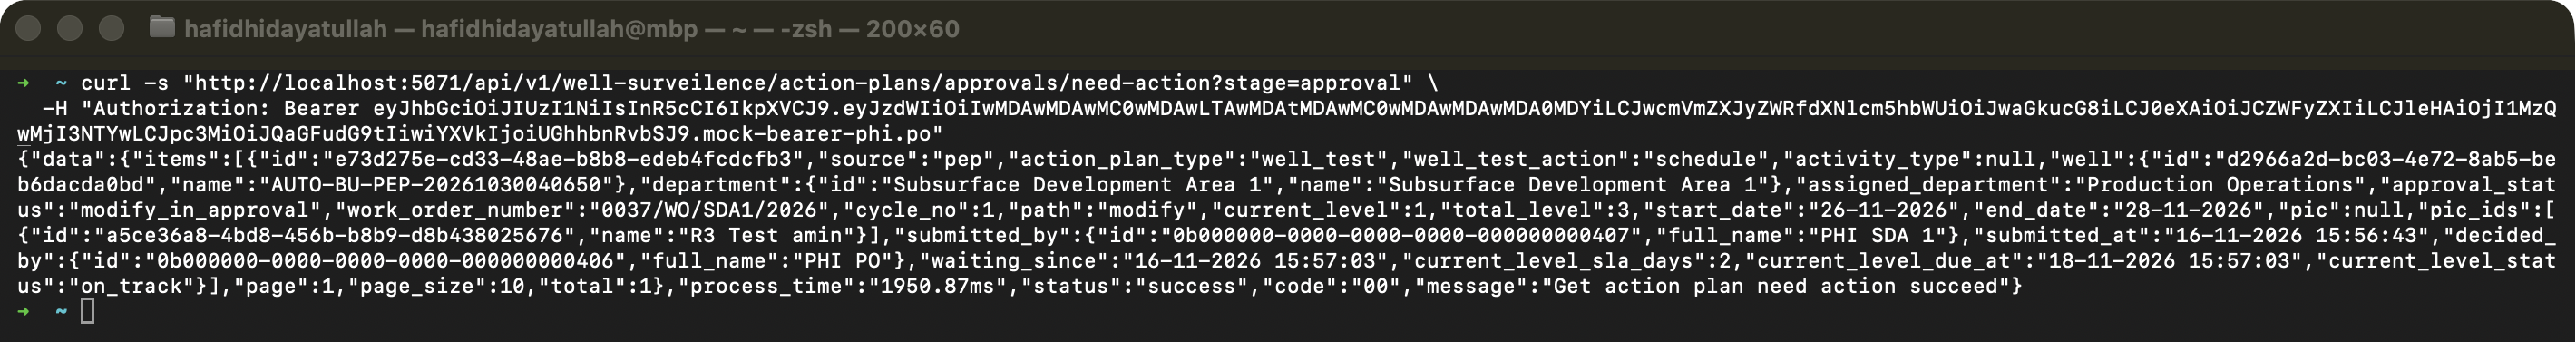 hafidhidayatullah — hafidhidayatullah@mbp — ~ — -zsh — 200×60
➜  ~ curl -s "http://localhost:5071/api/v1/well-surveilence/action-plans/approvals/need-action?stage=approval" \
  -H "Authorization: Bearer eyJhbGciOiJIUzI1NiIsInR5cCI6IkpXVCJ9.eyJzdWIiOiIwMDAwMDAwMC0wMDAwLTAwMDAtMDAwMC0wMDAwMDAwMDA0MDYiLCJwcmVmZXJyZWRfdXNlcm5hbWUiOiJwaGkucG8iLCJ0eXAiOiJCZWFyZXIiLCJleHAiOjI1MzQ
wMjI3NTYwLCJpc3MiOiJQaGFudG9tIiwiYXVkIjoiUGhhbnRvbSJ9.mock-bearer-phi.po"
{"data":{"items":[{"id":"e73d275e-cd33-48ae-b8b8-edeb4fcdcfb3","source":"pep","action_plan_type":"well_test","well_test_action":"schedule","activity_type":null,"well":{"id":"d2966a2d-bc03-4e72-8ab5-be
b6dacda0bd","name":"AUTO-BU-PEP-20261030040650"},"department":{"id":"Subsurface Development Area 1","name":"Subsurface Development Area 1"},"assigned_department":"Production Operations","approval_stat
us":"modify_in_approval","work_order_number":"0037/WO/SDA1/2026","cycle_no":1,"path":"modify","current_level":1,"total_level":3,"start_date":"26-11-2026","end_date":"28-11-2026","pic":null,"pic_ids":[
{"id":"a5ce36a8-4bd8-456b-b8b9-d8b438025676","name":"R3 Test amin"}],"submitted_by":{"id":"0b000000-0000-0000-0000-000000000407","full_name":"PHI SDA 1"},"submitted_at":"16-11-2026 15:56:43","decided_
by":{"id":"0b000000-0000-0000-0000-000000000406","full_name":"PHI PO"},"waiting_since":"16-11-2026 15:57:03","current_level_sla_days":2,"current_level_due_at":"18-11-2026 15:57:03","current_level_stat
us":"on_track"}],"page":1,"page_size":10,"total":1},"process_time":"1950.87ms","status":"success","code":"00","message":"Get action plan need action succeed"}
➜  ~